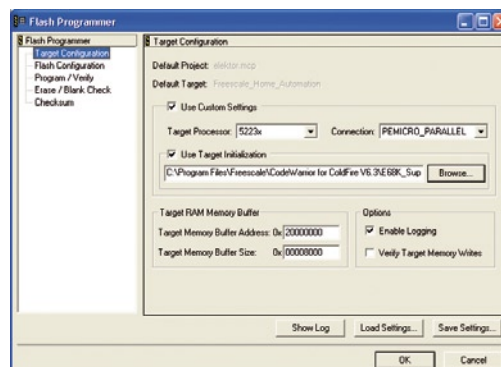 Flash Programmer
Flash Programmer
Target Configuration
Flash Configuration
Program / Verify
Erase / Blank Check
Checksum
Target Configuration
Default Project: elektor.mcp
Default Target: Freescale_Home_Automation
Use Custom Settings
Target Processor: 5223x
Connection: PEMICRO_PARALLEL
Use Target Initialization
C:\Program Files\Freescale\CodeWarrior for ColdFire V6.3\E68K_Sup
Browse...
Target RAM Memory Buffer
Target Memory Buffer Address: 0x 20000000
Target Memory Buffer Size: 0x 00008000
Options
Enable Logging
Verify Target Memory Writes
Show Log
Load Settings...
Save Settings...
OK
Cancel